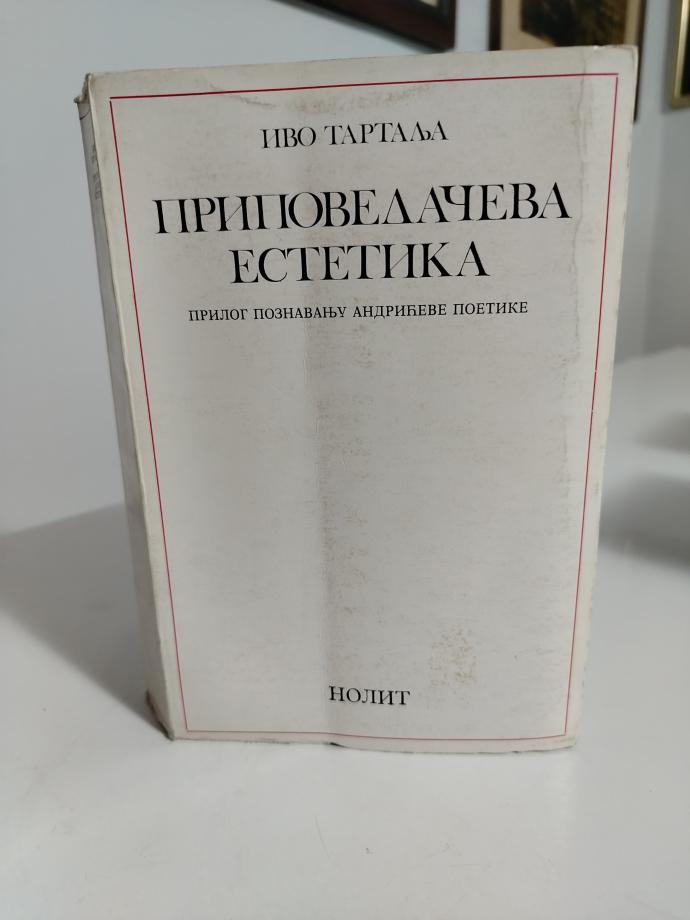 ИВО ТАРТАЉА
ПРИПОВЕДАЧЕВА
ЕСТЕТИКА
ПРИЛОГ ПОЗНАВАЊУ АНДРИЋЕВЕ ПОЕТИКЕ
НОЛИТ